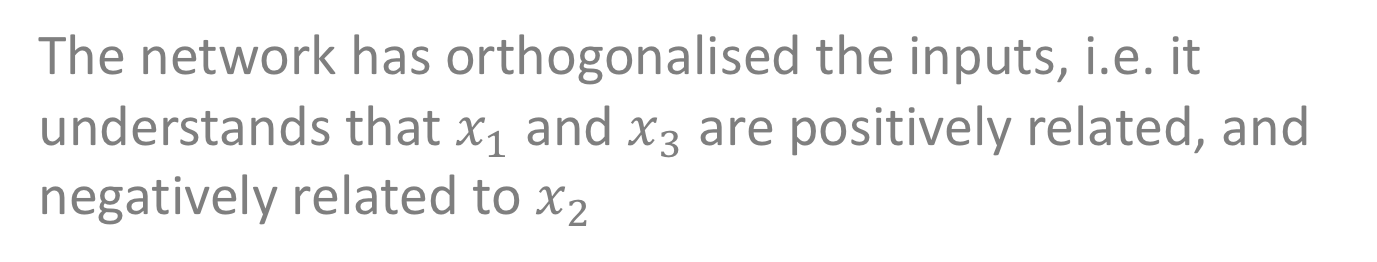 The network has orthogonalised the inputs, i.e. it
understands that x₁ and x₃ are positively related, and
negatively related to x₂